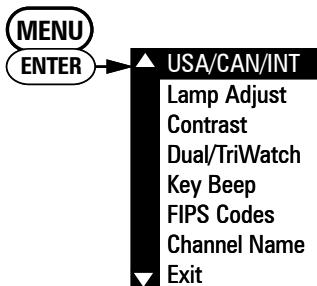 MENU
ENTER
USA/CAN/INT
Lamp Adjust
Contrast
Dual/TriWatch
Key Beep
FIPS Codes
Channel Name
Exit